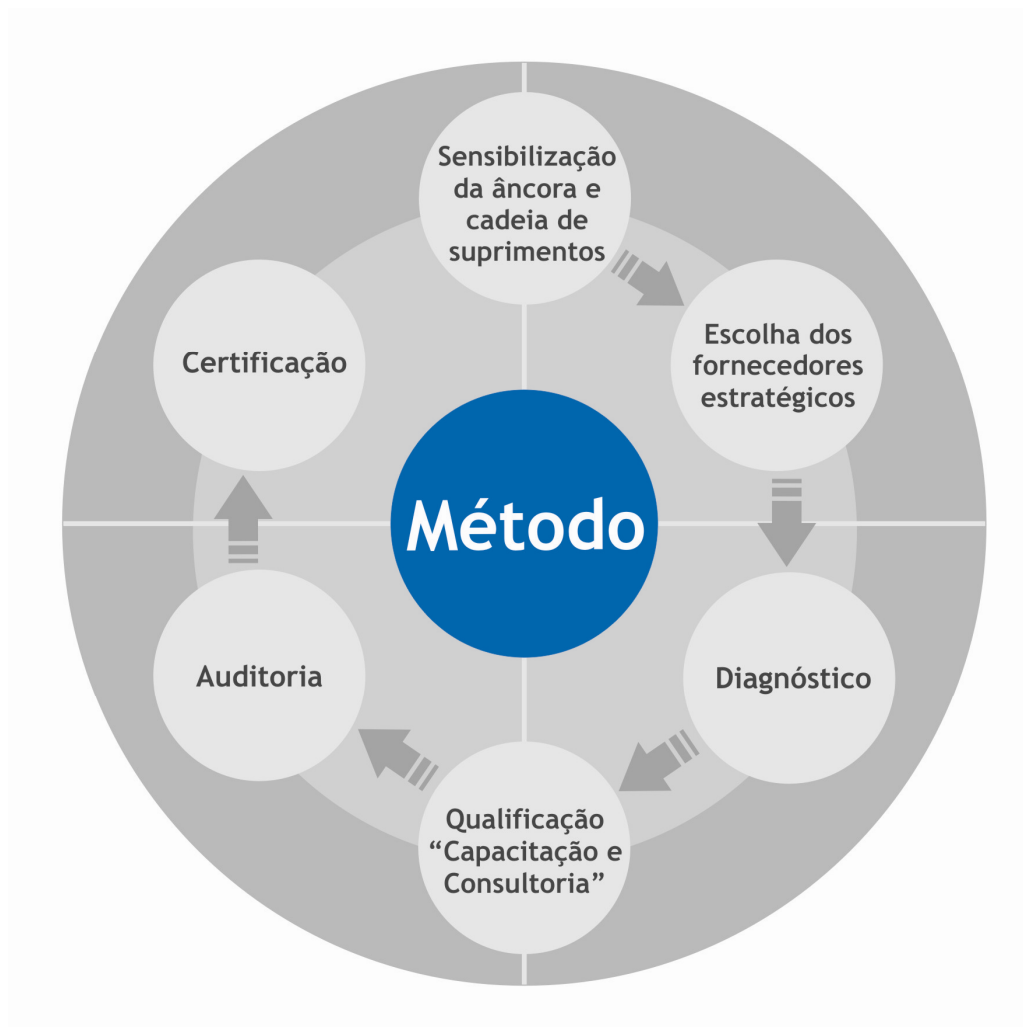 Sensibilização
da âncora e
cadeia de
suprimentos
Escolha dos
fornecedores
estratégicos
Diagnóstico
Qualificação
“Capacitação e
Consultoria”
Auditoria
Certificação
Método